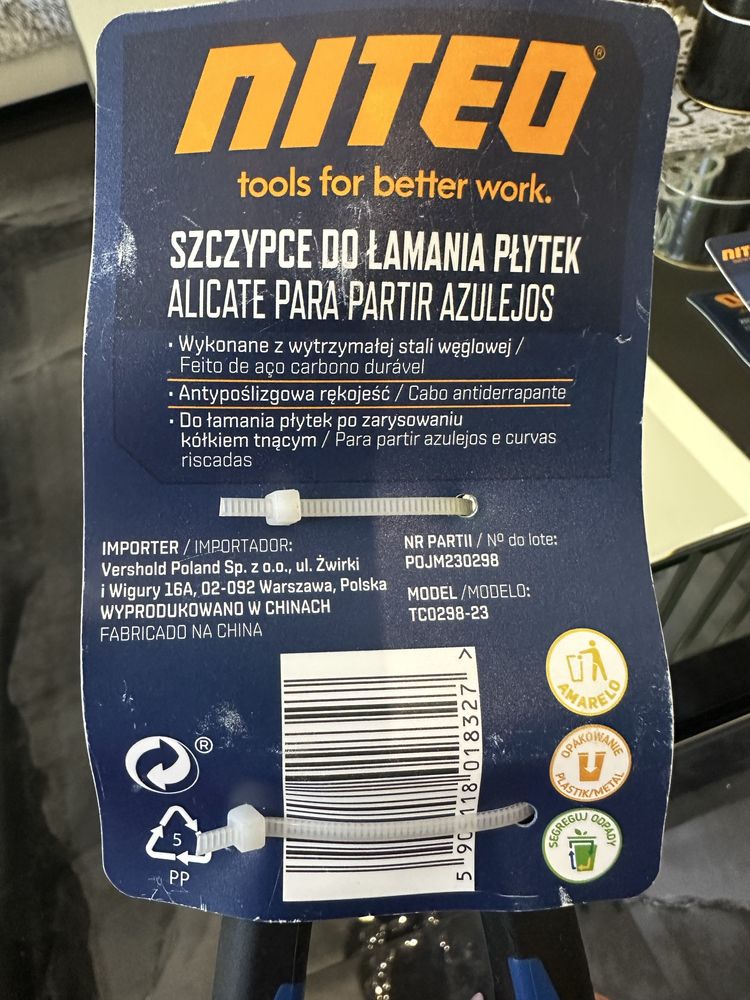 NITEO®
tools for better work.
SZCZYPCE DO ŁAMANIA PŁYTEK
ALICATE PARA PARTIR AZULEJOS
• Wykonane z wytrzymałej stali węglowej /
Feito de aço carbono durável
• Antypoślizgowa rękojeść / Cabo antiderrapante
• Do łamania płytek po zarysowaniu
kółkiem tnącym / Para partir azulejos e curvas
riscadas
IMPORTER / IMPORTADOR:
Vershold Poland Sp. z o.o., ul. Żwirki
i Wigury 16A, 02-092 Warszawa, Polska
WYPRODUKOWANO W CHINACH
FABRICADO NA CHINA
NR PARTII / Nº do lote:
POJM230298
MODEL /MODELO:
TC0298-23
AMARELO
OPAKOWANIE
PLASTIK/METAL
SEGREGUJ ODPADY
®
5
PP
018327 >
NIT